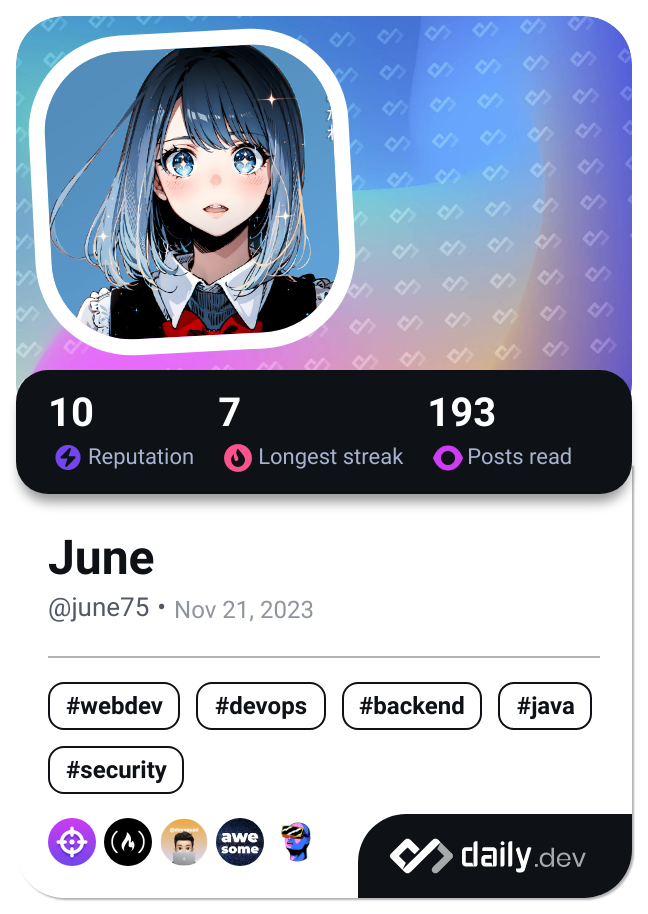 10 7 193
Reputation Longest streak Posts read
June
@june75 • Nov 21, 2023
#webdev #devops #backend #java
#security
awe
some
daily.dev